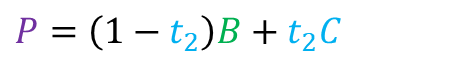 P = (1 − t₂)B + t₂C